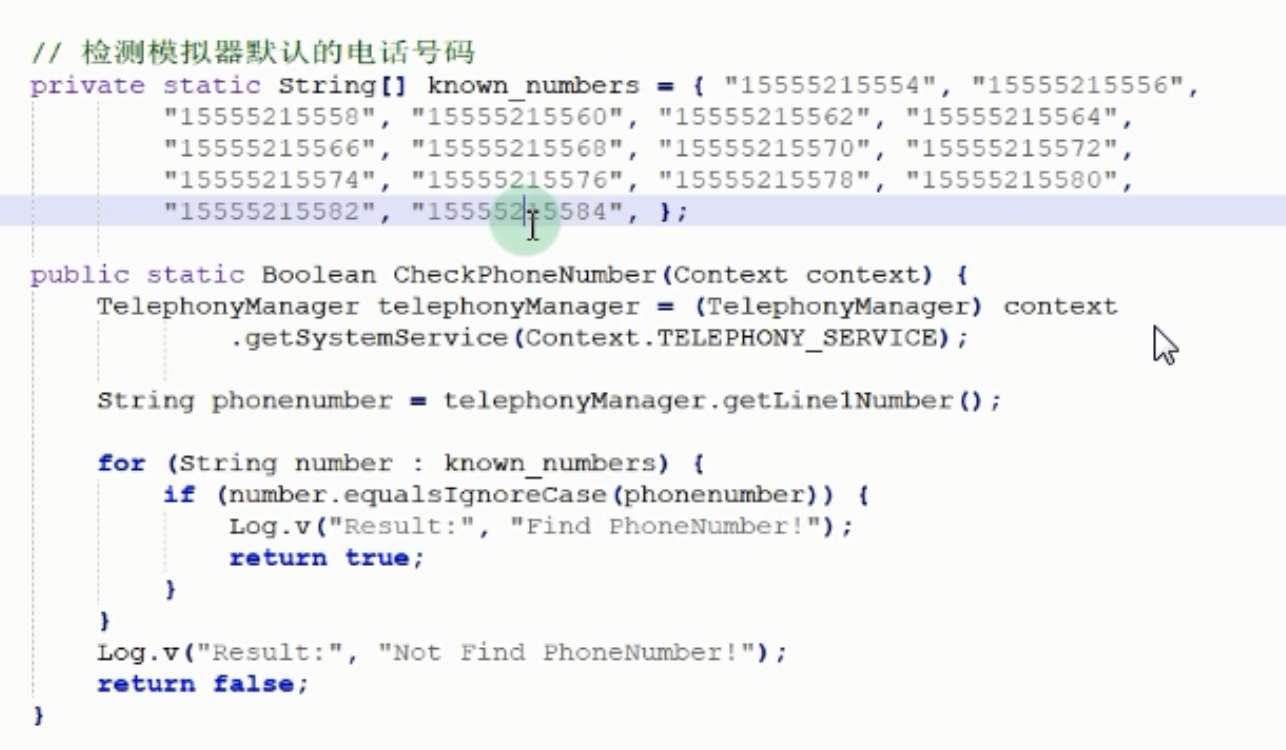 // 检测模拟器默认的电话号码
private static String[] known_numbers = { "15555215554", "15555215556",
"15555215558", "15555215560", "15555215562", "15555215564",
"15555215566", "15555215568", "15555215570", "15555215572",
"15555215574", "15555215576", "15555215578", "15555215580",
"15555215582", "15555215584", };
public static Boolean CheckPhoneNumber(Context context) {
TelephonyManager telephonyManager = (TelephonyManager) context
.getSystemService(Context.TELEPHONY_SERVICE);
String phonenumber = telephonyManager.getLine1Number();
for (String number : known_numbers) {
if (number.equalsIgnoreCase(phonenumber)) {
Log.v("Result:", "Find PhoneNumber!");
return true;
}
}
Log.v("Result:", "Not Find PhoneNumber!");
return false;
}